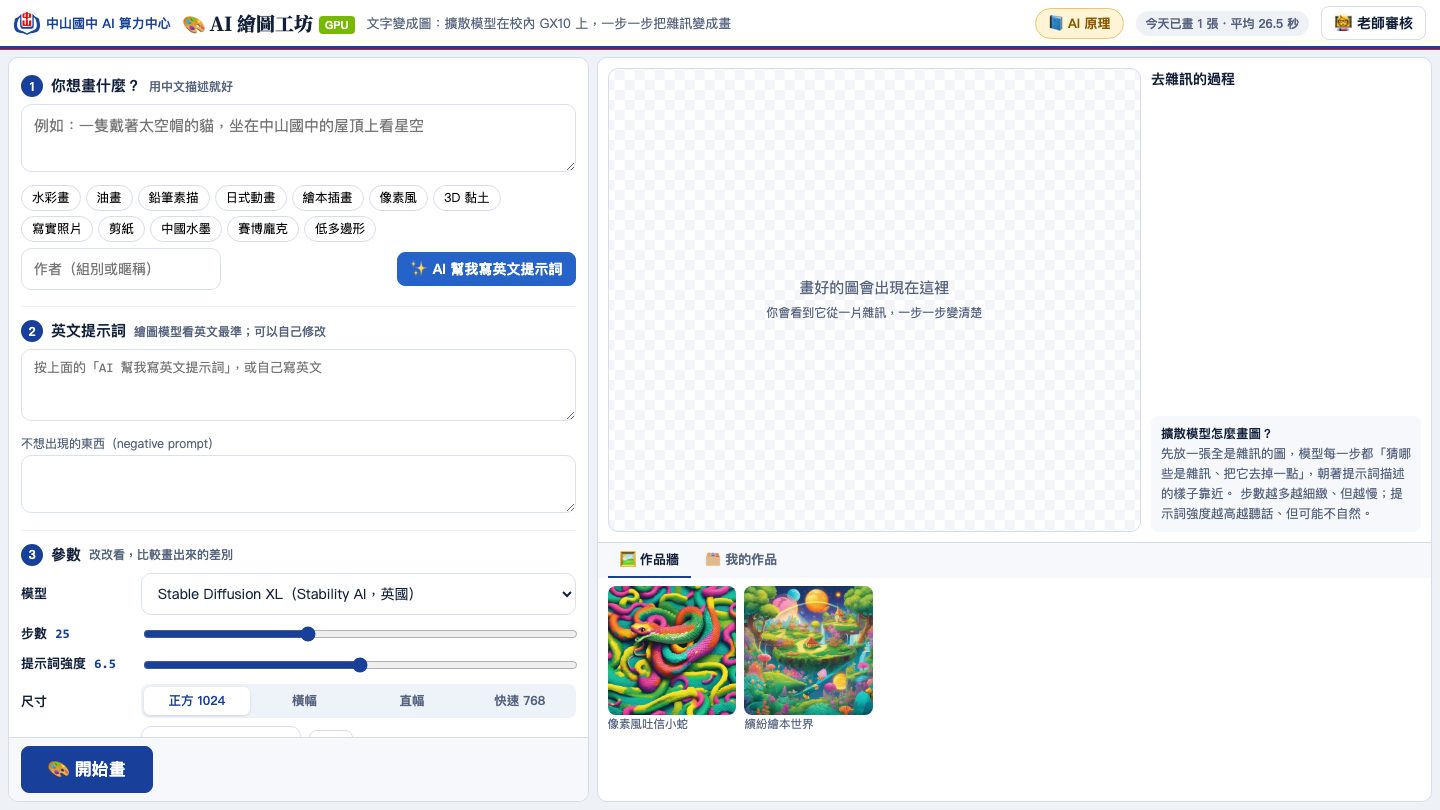 中山國中 AI 算力中心
🎨 AI 繪圖工坊 GPU
文字變成圖:擴散模型在校內 GX10 上,一步一步把雜訊變成畫
📘 AI 原理
今天已畫 1 張 · 平均 26.5 秒
老師審核
1 你想畫什麼? 用中文描述就好
例如:一隻戴著太空帽的貓,坐在中山國中的屋頂上看星空
水彩畫 油畫 鉛筆素描 日式動畫 繪本插畫 像素風 3D 黏土
寫實照片 剪紙 中國水墨 賽博龐克 低多邊形
作者(組別或暱稱)
✨ AI 幫我寫英文提示詞
2 英文提示詞 繪圖模型看英文最準;可以自己修改
按上面的「AI 幫我寫英文提示詞」,或自己寫英文
不想出現的東西(negative prompt)
3 參數 改改看,比較畫出來的差別
模型 Stable Diffusion XL(Stability AI,英國)
步數 25
提示詞強度 6.5
尺寸 正方 1024 橫幅 直幅 快速 768
🎨 開始畫
畫好的圖會出現在這裡
你會看到它從一片雜訊,一步一步變清楚
去雜訊的過程
擴散模型怎麼畫圖?
先放一張全是雜訊的圖,模型每一步都「猜哪
些是雜訊、把它去掉一點」,朝著提示詞描述
的樣子靠近。 步數越多越細緻、但越慢;提
示詞強度越高越聽話、但可能不自然。
🖼️ 作品牆 我的作品
像素風吐信小蛇
繽紛繪本世界